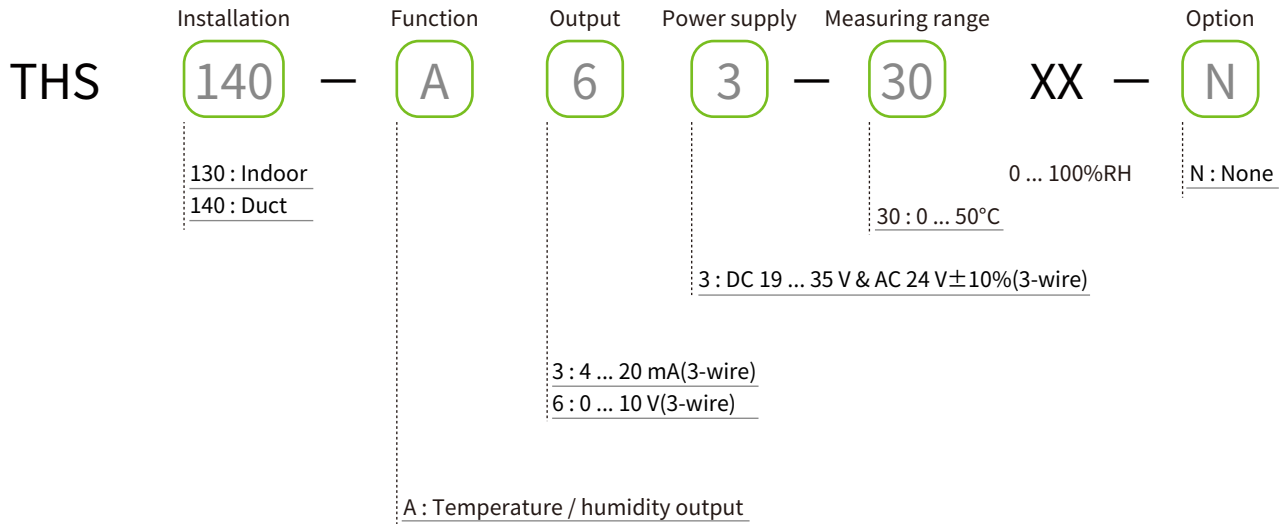 Installation Function Output Power supply Measuring range Option
THS 140 — A 6 3 — 30 XX — N
130 : Indoor 0 ... 100%RH N : None
140 : Duct
30 : 0 ... 50°C
3 : DC 19 ... 35 V & AC 24 V±10%(3-wire)
3 : 4 ... 20 mA(3-wire)
6 : 0 ... 10 V(3-wire)
A : Temperature / humidity output